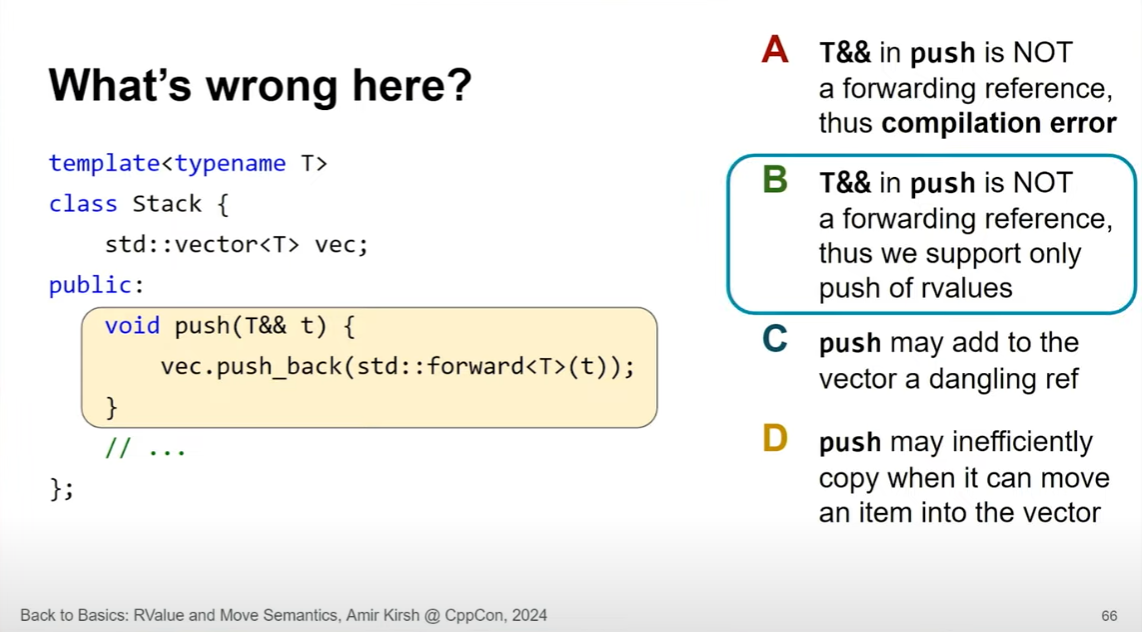 What's wrong here?
template<typename T>
class Stack {
    std::vector<T> vec;
public:
    void push(T&& t) {
        vec.push_back(std::forward<T>(t));
    }
    // ...
};
A T&& in push is NOT
a forwarding reference,
thus compilation error
B T&& in push is NOT
a forwarding reference,
thus we support only
push of rvalues
C push may add to the
vector a dangling ref
D push may inefficiently
copy when it can move
an item into the vector
Back to Basics: RValue and Move Semantics, Amir Kirsh @ CppCon, 2024
66